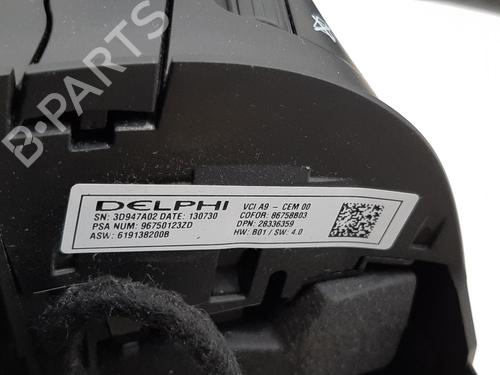 B-PARTS
DELPHI VCI A9 - CEM 00
SN: 3D947A02 DATE: 130730 COFOR: 86758B03
PSA NUM: 96750123ZD DPN: 28336359
ASW: 619138200B HW: B01 / SW: 4.0